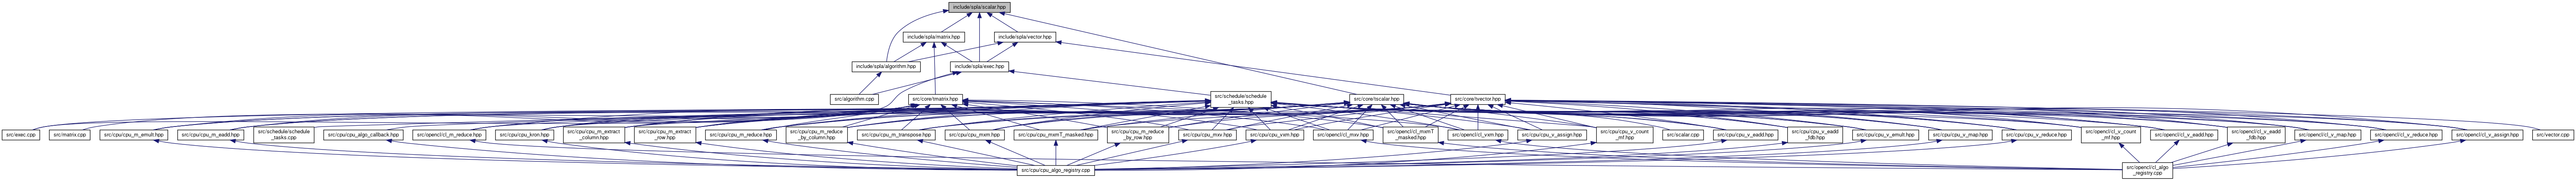 include/spla/scalar.hpp
include/spla/matrix.hpp
include/spla/vector.hpp
include/spla/algorithm.hpp
include/spla/exec.hpp
src/algorithm.cpp
src/core/tmatrix.hpp
src/schedule/schedule
_tasks.hpp
src/core/tscalar.hpp
src/core/tvector.hpp
src/exec.cpp
src/matrix.cpp
src/cpu/cpu_m_emult.hpp
src/cpu/cpu_m_eadd.hpp
src/schedule/schedule
_tasks.cpp
src/cpu/cpu_algo_callback.hpp
src/opencl/cl_m_reduce.hpp
src/cpu/cpu_kron.hpp
src/cpu/cpu_m_extract
_column.hpp
src/cpu/cpu_m_extract
_row.hpp
src/cpu/cpu_m_reduce.hpp
src/cpu/cpu_m_reduce
_by_column.hpp
src/cpu/cpu_m_transpose.hpp
src/cpu/cpu_mxm.hpp
src/cpu/cpu_mxmT_masked.hpp
src/cpu/cpu_m_reduce
_by_row.hpp
src/cpu/cpu_mxv.hpp
src/cpu/cpu_vxm.hpp
src/opencl/cl_mxv.hpp
src/opencl/cl_mxmT
_masked.hpp
src/opencl/cl_vxm.hpp
src/cpu/cpu_v_assign.hpp
src/cpu/cpu_v_count
_mf.hpp
src/scalar.cpp
src/cpu/cpu_v_eadd.hpp
src/cpu/cpu_v_eadd
_fdb.hpp
src/cpu/cpu_v_emult.hpp
src/cpu/cpu_v_map.hpp
src/cpu/cpu_v_reduce.hpp
src/opencl/cl_v_count
_mf.hpp
src/opencl/cl_v_eadd.hpp
src/opencl/cl_v_eadd
_fdb.hpp
src/opencl/cl_v_map.hpp
src/opencl/cl_v_reduce.hpp
src/opencl/cl_v_assign.hpp
src/vector.cpp
src/cpu/cpu_algo_registry.cpp
src/opencl/cl_algo
_registry.cpp